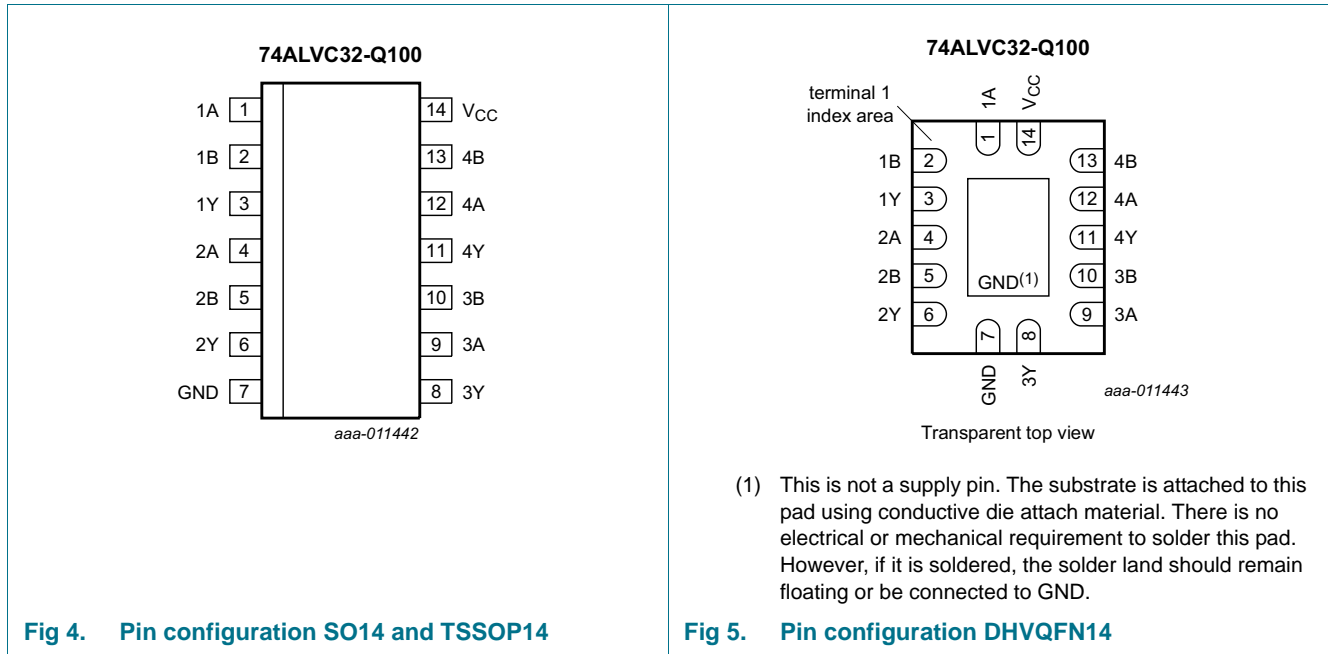 74ALVC32-Q100
1A 1 14 VCC
1B 2 13 4B
1Y 3 12 4A
2A 4 11 4Y
2B 5 10 3B
2Y 6 9 3A
GND 7 8 3Y
aaa-011442
Fig 4. Pin configuration SO14 and TSSOP14
74ALVC32-Q100
terminal 1
index area
1A VCC
1 14
1B 2 13 4B
1Y 3 12 4A
2A 4 11 4Y
2B 5 10 3B
GND(1)
2Y 6 9 3A
7 8
GND 3Y
aaa-011443
Transparent top view
(1) This is not a supply pin. The substrate is attached to this
pad using conductive die attach material. There is no
electrical or mechanical requirement to solder this pad.
However, if it is soldered, the solder land should remain
floating or be connected to GND.
Fig 5. Pin configuration DHVQFN14